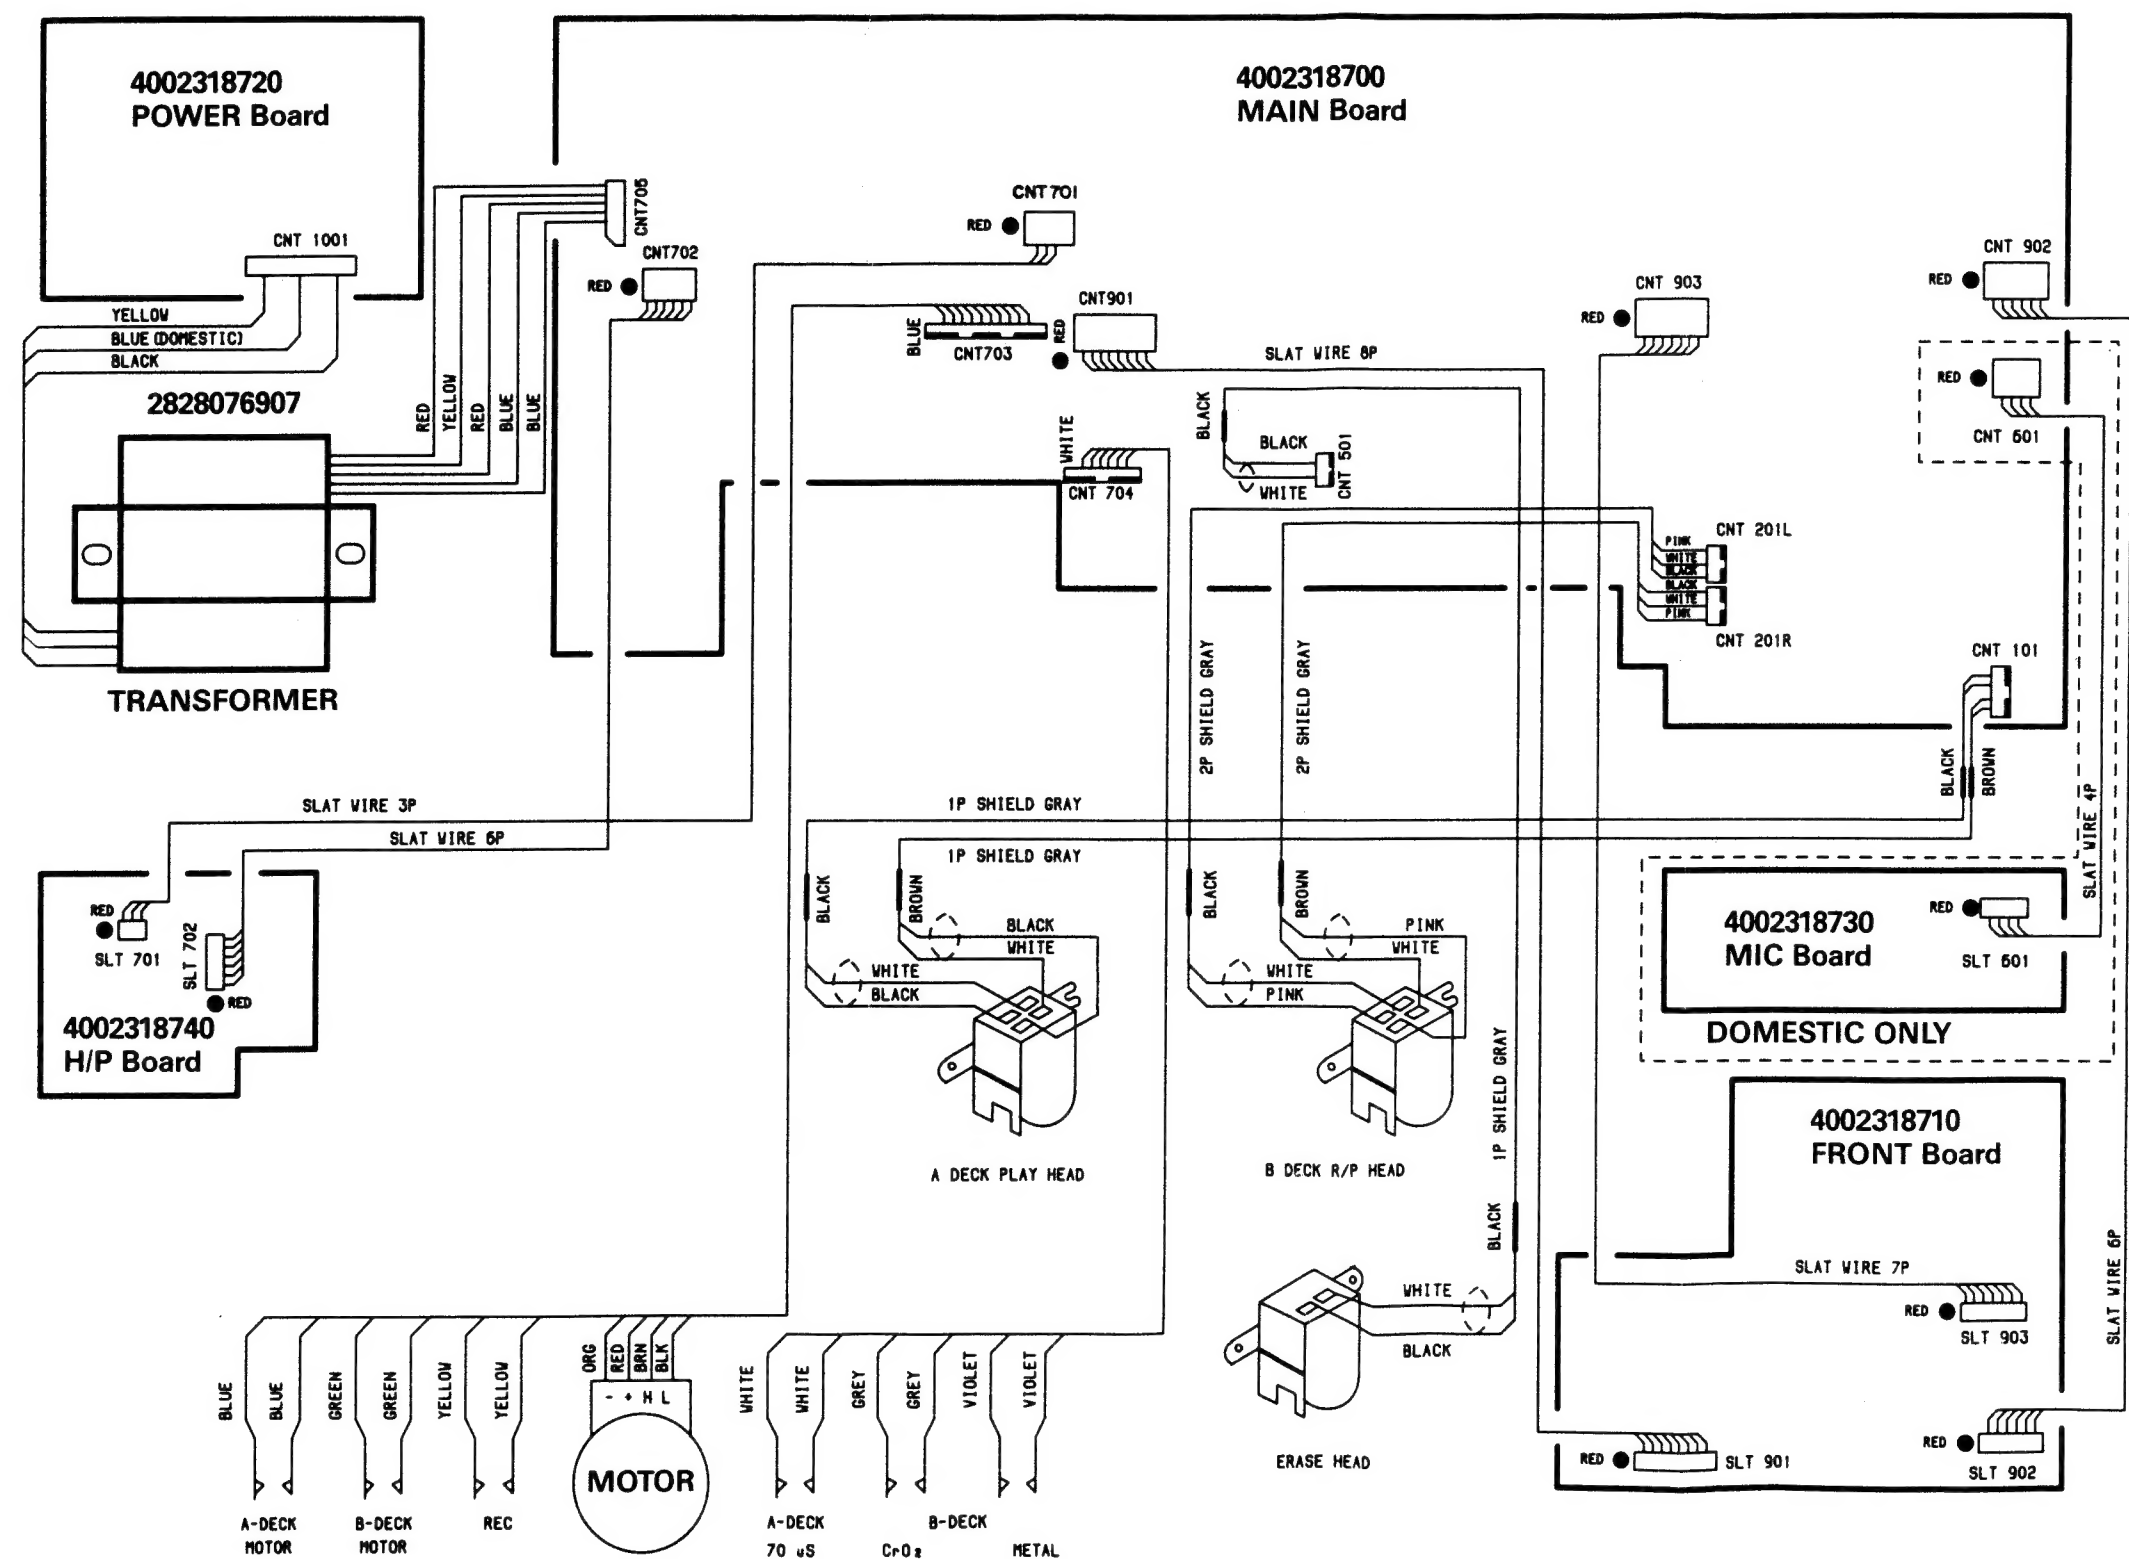 4002318720
POWER Board
4002318700
MAIN Board
CNT 1001
CNT705
CNT702
RED
CNT701
RED
CNT 902
RED
CNT 903
RED
CNT901
RED
BLUE
CNT703
YELLOW
BLUE (DOMESTIC)
BLACK
SLAT WIRE 8P
RED
CNT 601
2828076907
RED
YELLOW
RED
BLUE
BLUE
WHITE
CNT 704
BLACK
BLACK
WHITE
CNT 501
CNT 201L
PINK
WHITE
BLACK
BLACK
WHITE
PINK
CNT 201R
TRANSFORMER
2P SHIELD GRAY
2P SHIELD GRAY
CNT 101
BLACK
BROWN
SLAT WIRE 4P
SLAT WIRE 3P
SLAT WIRE 6P
1P SHIELD GRAY
1P SHIELD GRAY
BLACK
BROWN
BLACK
WHITE
WHITE
BLACK
BLACK
BROWN
PINK
WHITE
WHITE
PINK
RED
SLT 701
SLT 702
RED
4002318740
H/P Board
4002318730
MIC Board
RED
SLT 601
DOMESTIC ONLY
1P SHIELD GRAY
A DECK PLAY HEAD
B DECK R/P HEAD
4002318710
FRONT Board
BLACK
WHITE
BLACK
ERASE HEAD
SLAT WIRE 7P
RED
SLT 903
SLAT WIRE 6P
RED
SLT 901
RED
SLT 902
BLUE
BLUE
GREEN
GREEN
YELLOW
YELLOW
ORG
RED
BRN
BLK
- + H L
MOTOR
WHITE
WHITE
GREY
GREY
VIOLET
VIOLET
A-DECK
MOTOR
B-DECK
MOTOR
REC
A-DECK
70 uS
B-DECK
CrO2
METAL